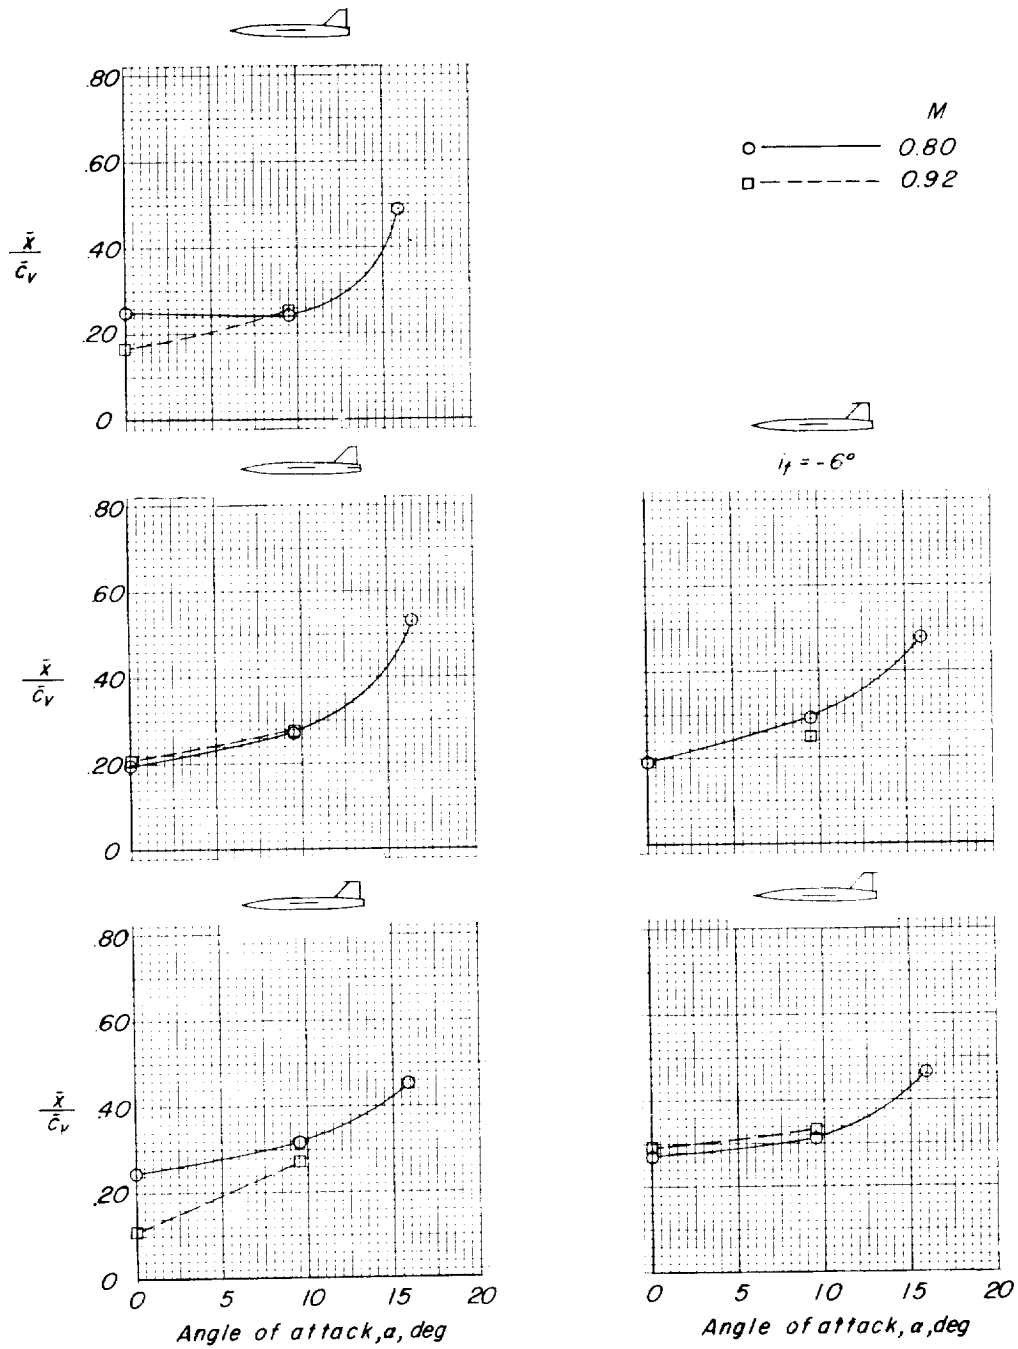 M
0.80
0.92
.80
.60
.40
.20
0
x̄
c̄v
.80
.60
.40
.20
0
x̄
c̄v
it = -6°
.80
.60
.40
.20
0
x̄
c̄v
0 5 10 15 20
Angle of attack, α, deg
0 5 10 15 20
Angle of attack, α, deg